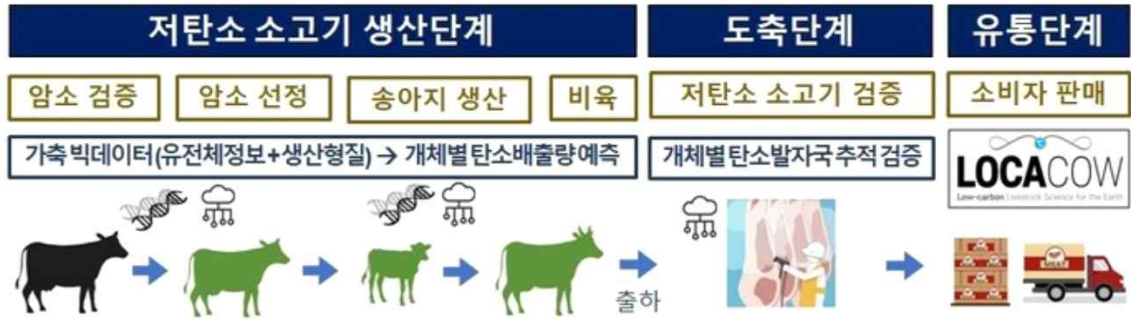 저탄소 소고기 생산단계
도축단계
유통단계
암소 검증
암소 선정
송아지 생산
비육
저탄소 소고기 검증
소비자 판매
가축 빅데이터(유전체정보+생산형질) → 개체별 탄소배출량 예측
개체별 탄소발자국 추적 검증
LOCACOW
Low-carbon Livestock Science for the Earth
출하
MEAT